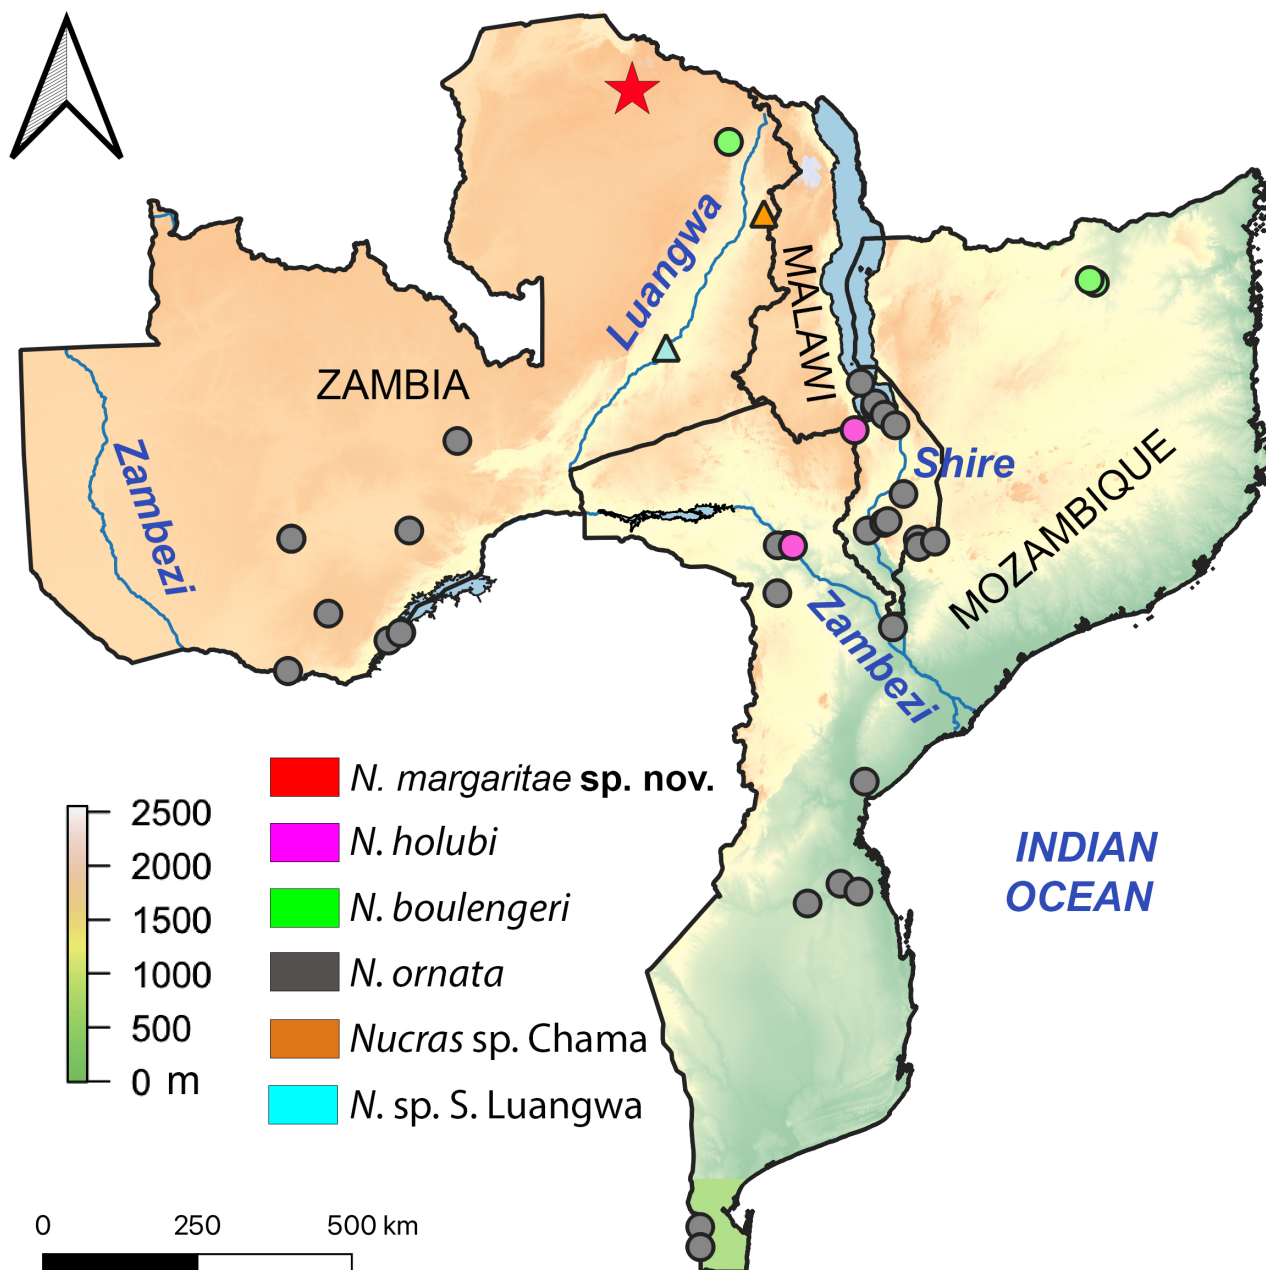 Luangwa
MALAWI
ZAMBIA
Zambezi
Shire
MOZAMBIQUE
Zambezi
N. margaritae sp. nov.
N. holubi
N. boulengeri
N. ornata
Nucras sp. Chama
N. sp. S. Luangwa
2500
2000
1500
1000
500
0 m
INDIAN
OCEAN
0 250 500 km